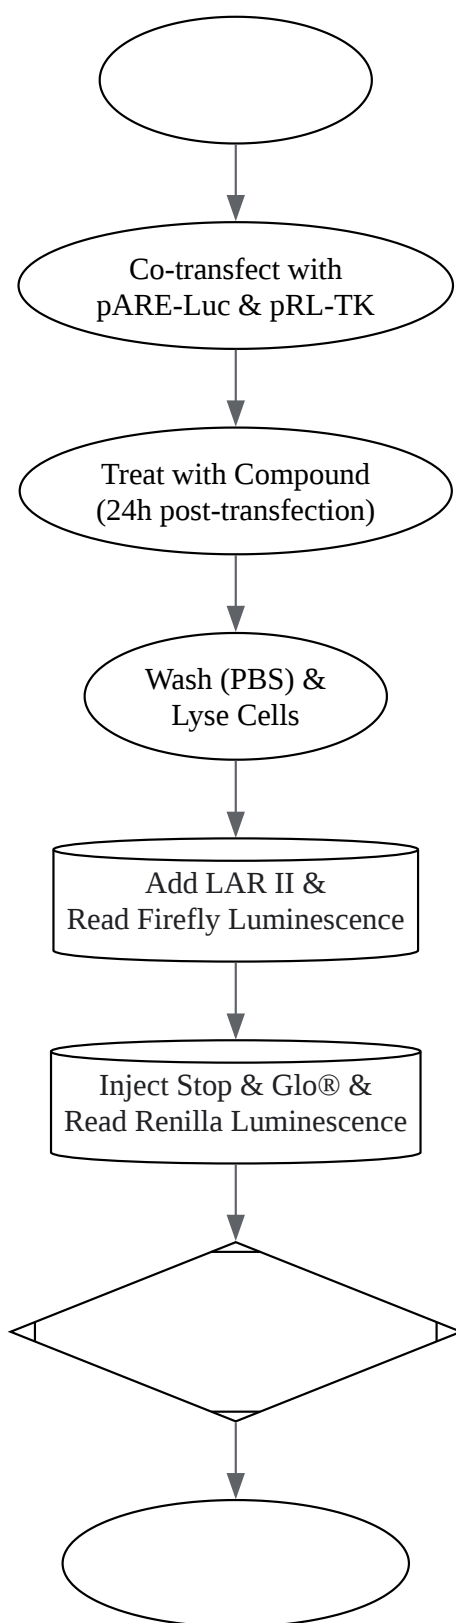 Co-transfect with
pARE-Luc & pRL-TK
Treat with Compound
(24h post-transfection)
Wash (PBS) &
Lyse Cells
Add LAR II &
Read Firefly Luminescence
Inject Stop & Glo® &
Read Renilla Luminescence